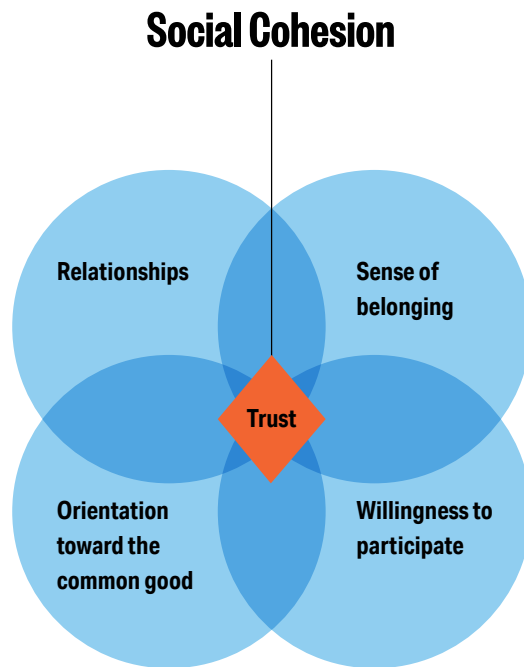 Social Cohesion
Relationships
Sense of
belonging
Trust
Orientation
toward the
common good
Willingness to
participate